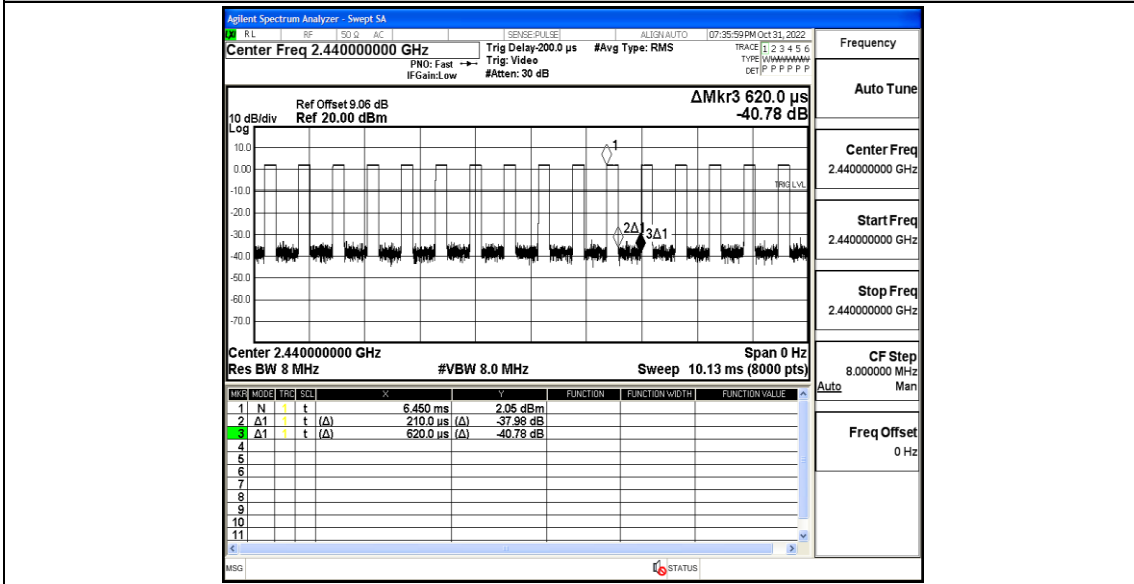 Agilent Spectrum Analyzer - Swept SA
LXI RL RF 50 Ω AC SENSE:PULSE ALIGN AUTO 07:35:59 PM Oct 31, 2022
Center Freq 2.440000000 GHz
PNO: Fast
IFGain:Low
Trig Delay-200.0 µs
Trig: Video
#Atten: 30 dB
#Avg Type: RMS
TRACE 1 2 3 4 5 6
TYPE
DET P P P P P P
Frequency
Auto Tune
Center Freq
2.440000000 GHz
Start Freq
2.440000000 GHz
Stop Freq
2.440000000 GHz
CF Step
8.000000 MHz
Auto Man
Freq Offset
0 Hz
ΔMkr3 620.0 µs
-40.78 dB
Ref Offset 9.06 dB
10 dB/div Ref 20.00 dBm
Log
10.0
0.00
-10.0
-20.0
-30.0
-40.0
-50.0
-60.0
-70.0
1
TRIG LVL
2Δ1
3Δ1
Center 2.440000000 GHz Span 0 Hz
Res BW 8 MHz #VBW 8.0 MHz Sweep 10.13 ms (8000 pts)
MKR MODE TRC SCL X Y FUNCTION FUNCTION WIDTH FUNCTION VALUE
1 N 1 t 6.450 ms 2.05 dBm
2 Δ1 1 t (Δ) 210.0 µs (Δ) -37.98 dB
3 Δ1 1 t (Δ) 620.0 µs (Δ) -40.78 dB
4
5
6
7
8
9
10
11
MSG STATUS